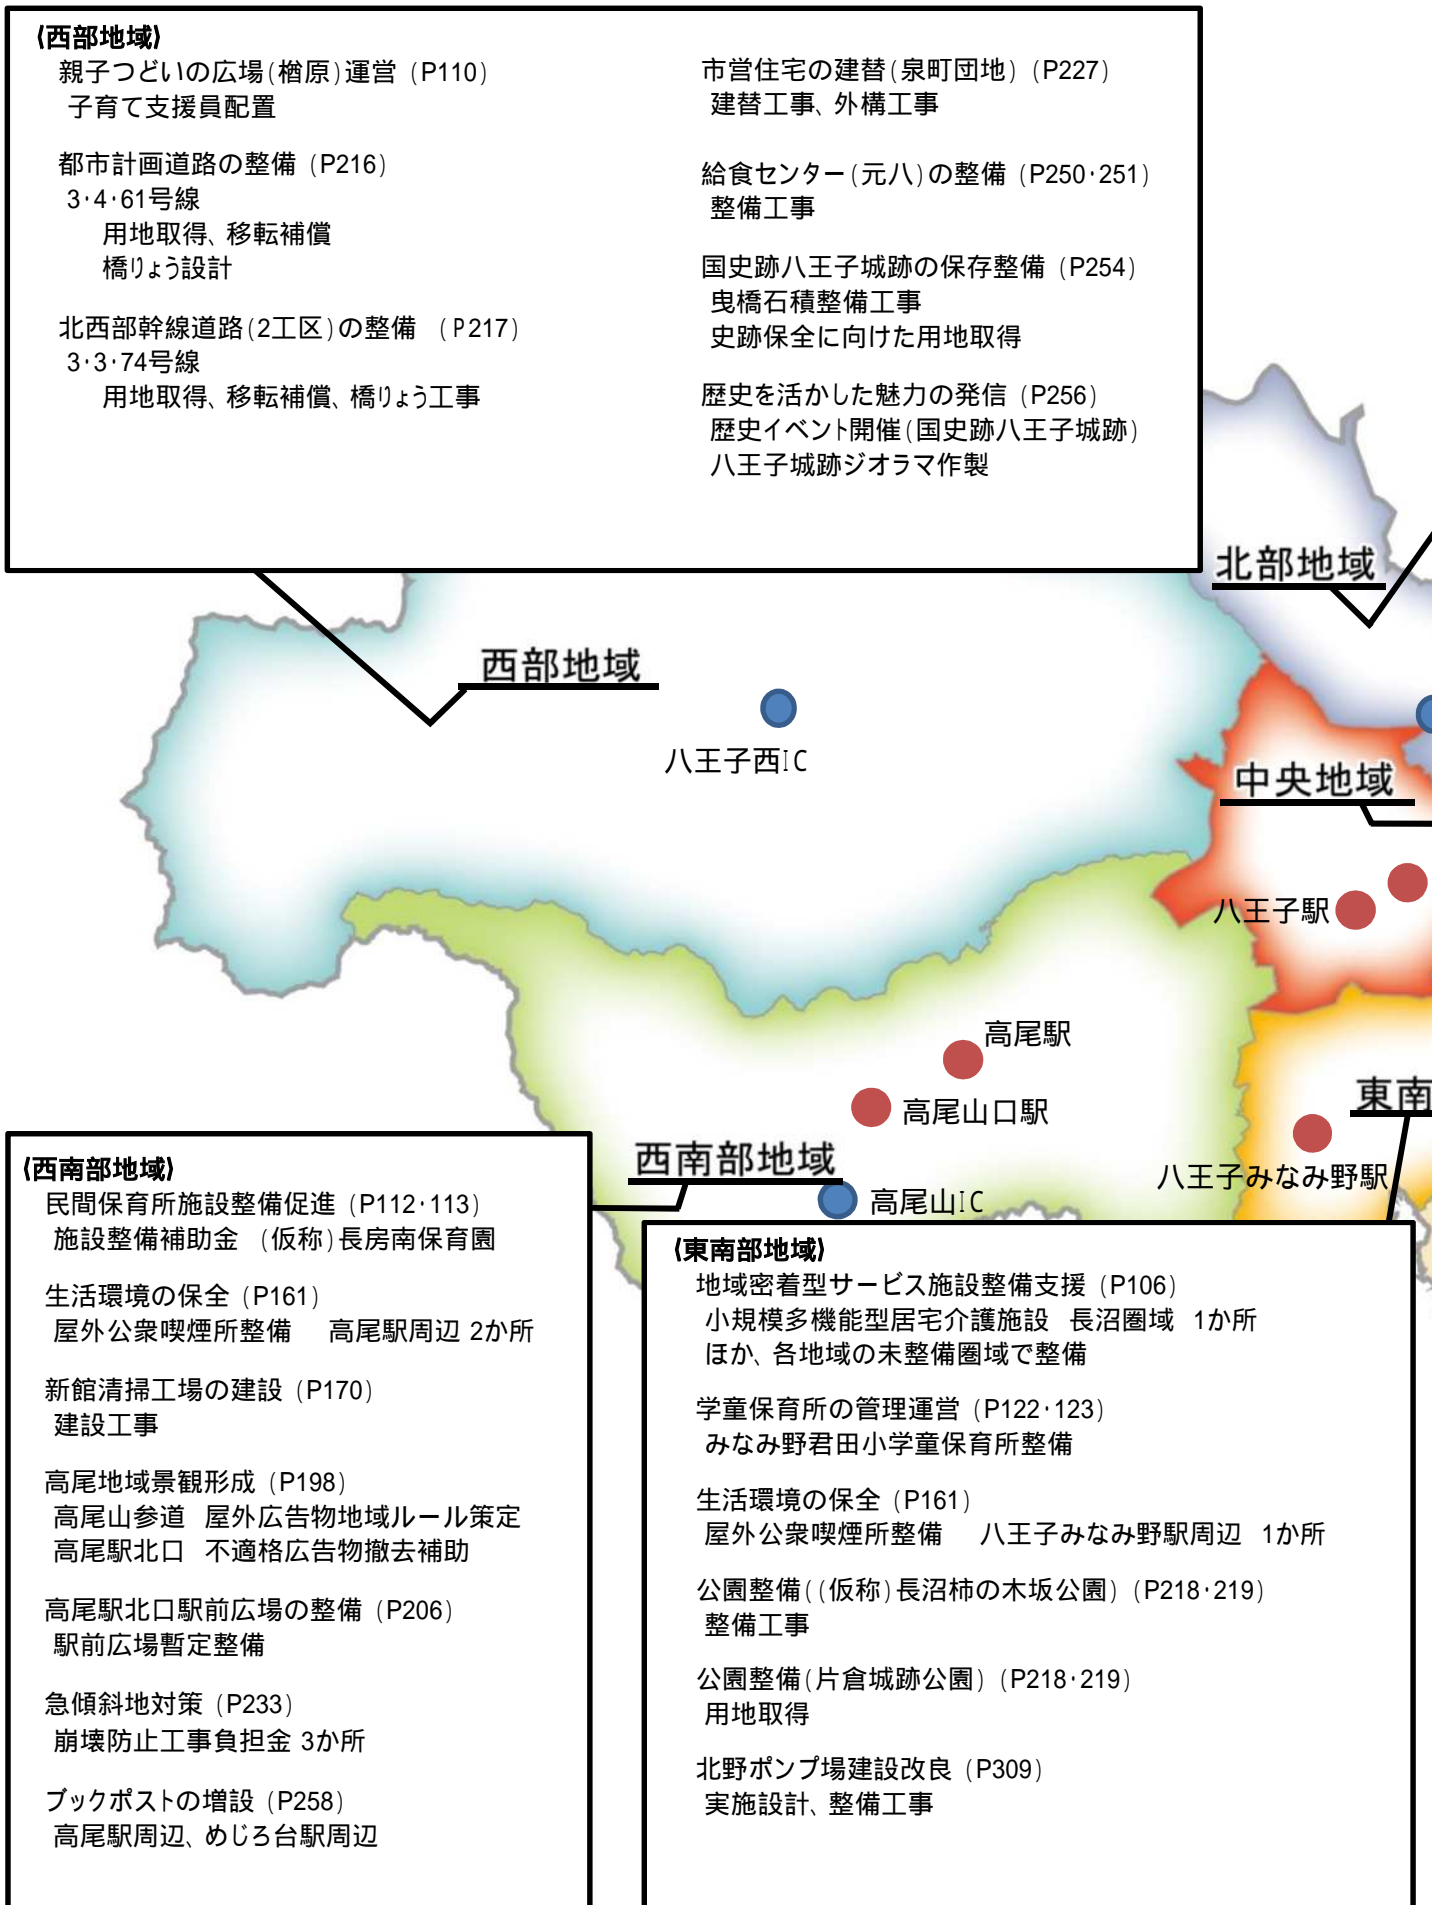 ⟪西部地域⟫
親子つどいの広場(楢原)運営 (P110)
子育て支援員配置
都市計画道路の整備 (P216)
3・4・61号線
用地取得、移転補償
橋りょう設計
北西部幹線道路(2工区)の整備 (P217)
3・3・74号線
用地取得、移転補償、橋りょう工事
市営住宅の建替(泉町団地) (P227)
建替工事、外構工事
給食センター(元八)の整備 (P250・251)
整備工事
国史跡八王子城跡の保存整備 (P254)
曳橋石積整備工事
史跡保全に向けた用地取得
歴史を活かした魅力の発信 (P256)
歴史イベント開催(国史跡八王子城跡)
八王子城跡ジオラマ作製
北部地域
西部地域
八王子西IC
中央地域
八王子駅
高尾駅
高尾山口駅
東南
八王子みなみ野駅
西南部地域
高尾山IC
⟪西南部地域⟫
民間保育所施設整備促進 (P112・113)
施設整備補助金 (仮称)長房南保育園
生活環境の保全 (P161)
屋外公衆喫煙所整備 高尾駅周辺 2か所
新館清掃工場の建設 (P170)
建設工事
高尾地域景観形成 (P198)
高尾山参道 屋外広告物地域ルール策定
高尾駅北口 不適格広告物撤去補助
高尾駅北口駅前広場の整備 (P206)
駅前広場暫定整備
急傾斜地対策 (P233)
崩壊防止工事負担金 3か所
ブックポストの増設 (P258)
高尾駅周辺、めじろ台駅周辺
⟪東南部地域⟫
地域密着型サービス施設整備支援 (P106)
小規模多機能型居宅介護施設 長沼圏域 1か所
ほか、各地域の未整備圏域で整備
学童保育所の管理運営 (P122・123)
みなみ野君田小学童保育所整備
生活環境の保全 (P161)
屋外公衆喫煙所整備 八王子みなみ野駅周辺 1か所
公園整備((仮称)長沼柿の木坂公園) (P218・219)
整備工事
公園整備(片倉城跡公園) (P218・219)
用地取得
北野ポンプ場建設改良 (P309)
実施設計、整備工事